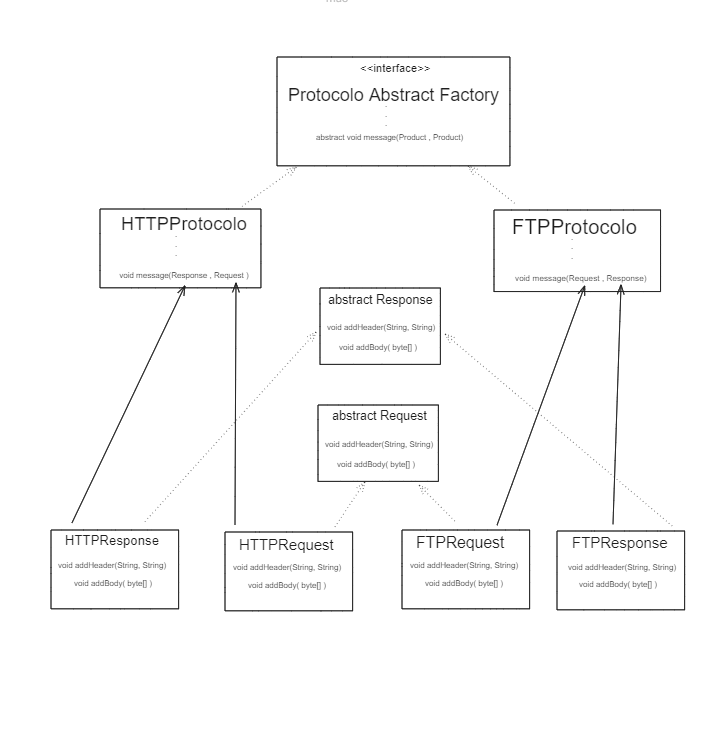 <<interface>>
Protocolo Abstract Factory
abstract void message(Product , Product)
HTTPProtocolo
void message(Response , Request )
FTPProtocolo
void message(Request , Response)
abstract Response
void addHeader(String, String)
void addBody( byte[] )
abstract Request
void addHeader(String, String)
void addBody( byte[] )
HTTPResponse
void addHeader(String, String)
void addBody( byte[] )
HTTPRequest
void addHeader(String, String)
void addBody( byte[] )
FTPRequest
void addHeader(String, String)
void addBody( byte[] )
FTPResponse
void addHeader(String, String)
void addBody( byte[] )